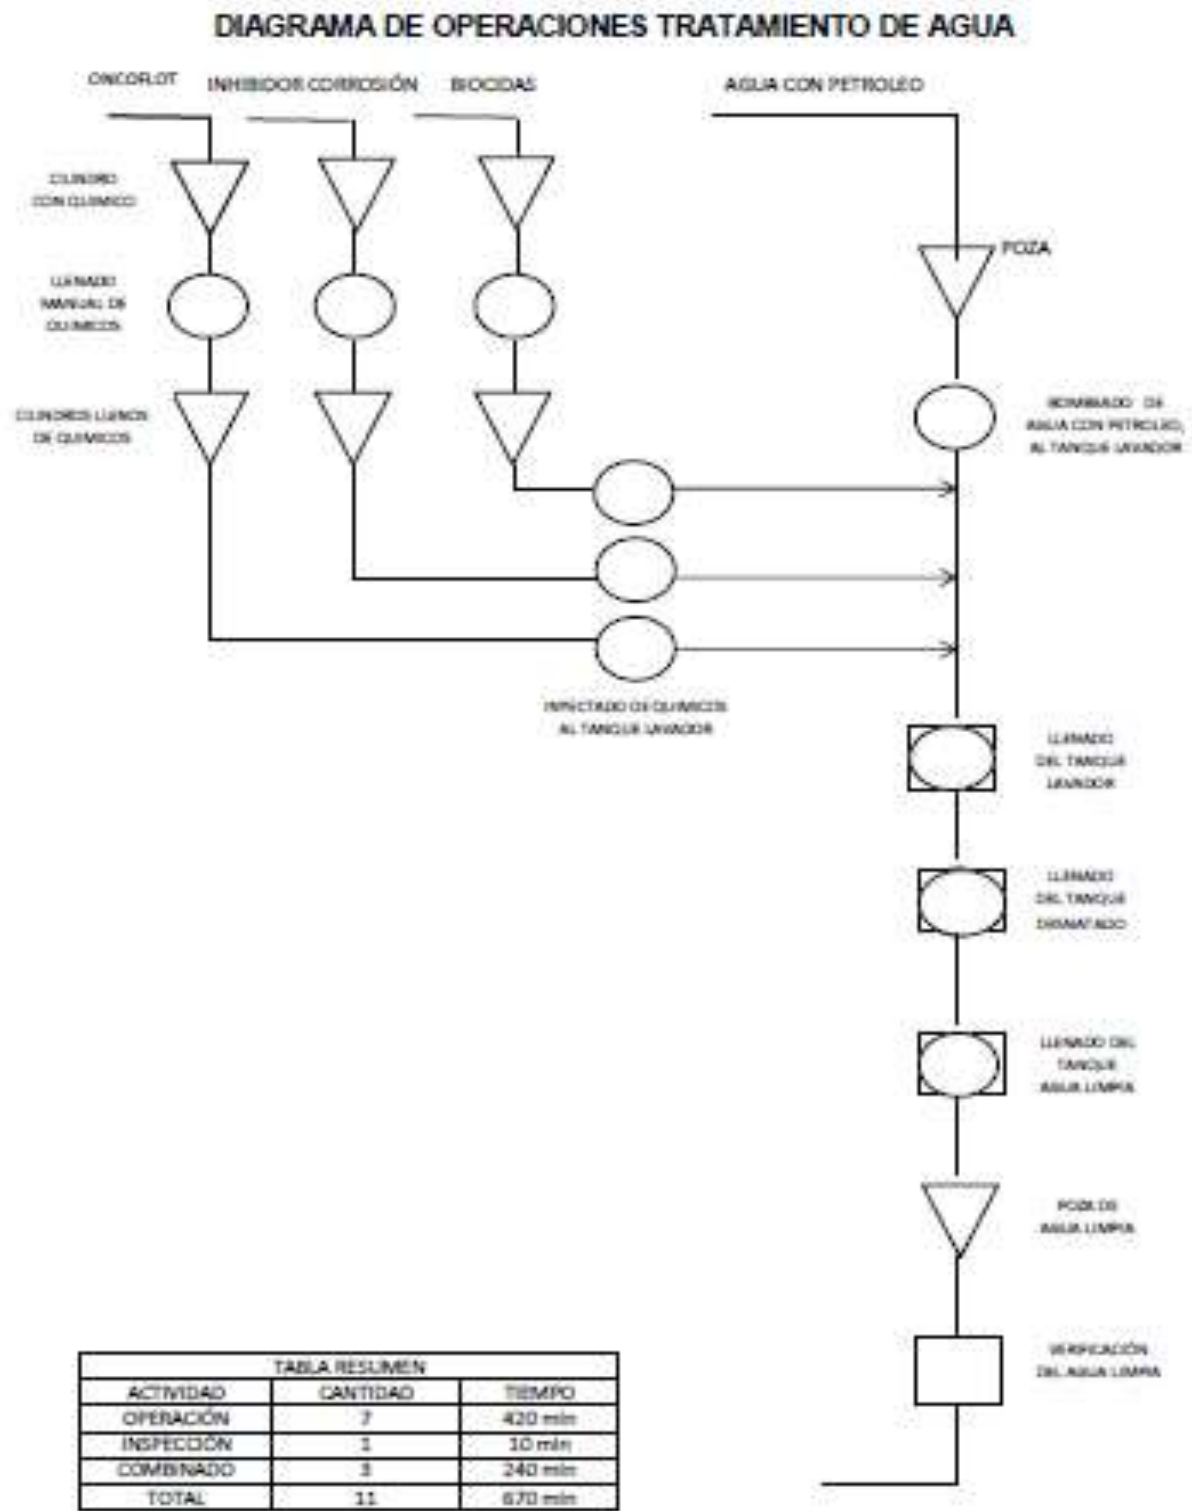 DIAGRAMA DE OPERACIONES TRATAMIENTO DE AGUA
ONCOFLOT
INHIBIDOR CORROSIÓN
BIOCIDAS
AGUA CON PETROLEO
CILINDRO
CON QUIMICO
POZA
LLENADO
MANUAL DE
QUIMICOS
CILINDROS LLENOS
DE QUIMICOS
BOMBEADO DE
AGUA CON PETROLEO,
AL TANQUE LAVADOR
INYECTADO DE QUIMICOS
AL TANQUE LAVADOR
LLENADO
DEL TANQUE
LAVADOR
LLENADO
DEL TANQUE
DESNATADO
LLENADO DEL
TANQUE
AGUA LIMPIA
POZA DE
AGUA LIMPIA
VERIFICACIÓN
DEL AGUA LIMPIA
TABLA RESUMEN
ACTIVIDAD CANTIDAD TIEMPO
OPERACIÓN 7 420 min
INSPECCIÓN 1 10 min
COMBINADO 3 240 min
TOTAL 11 670 min